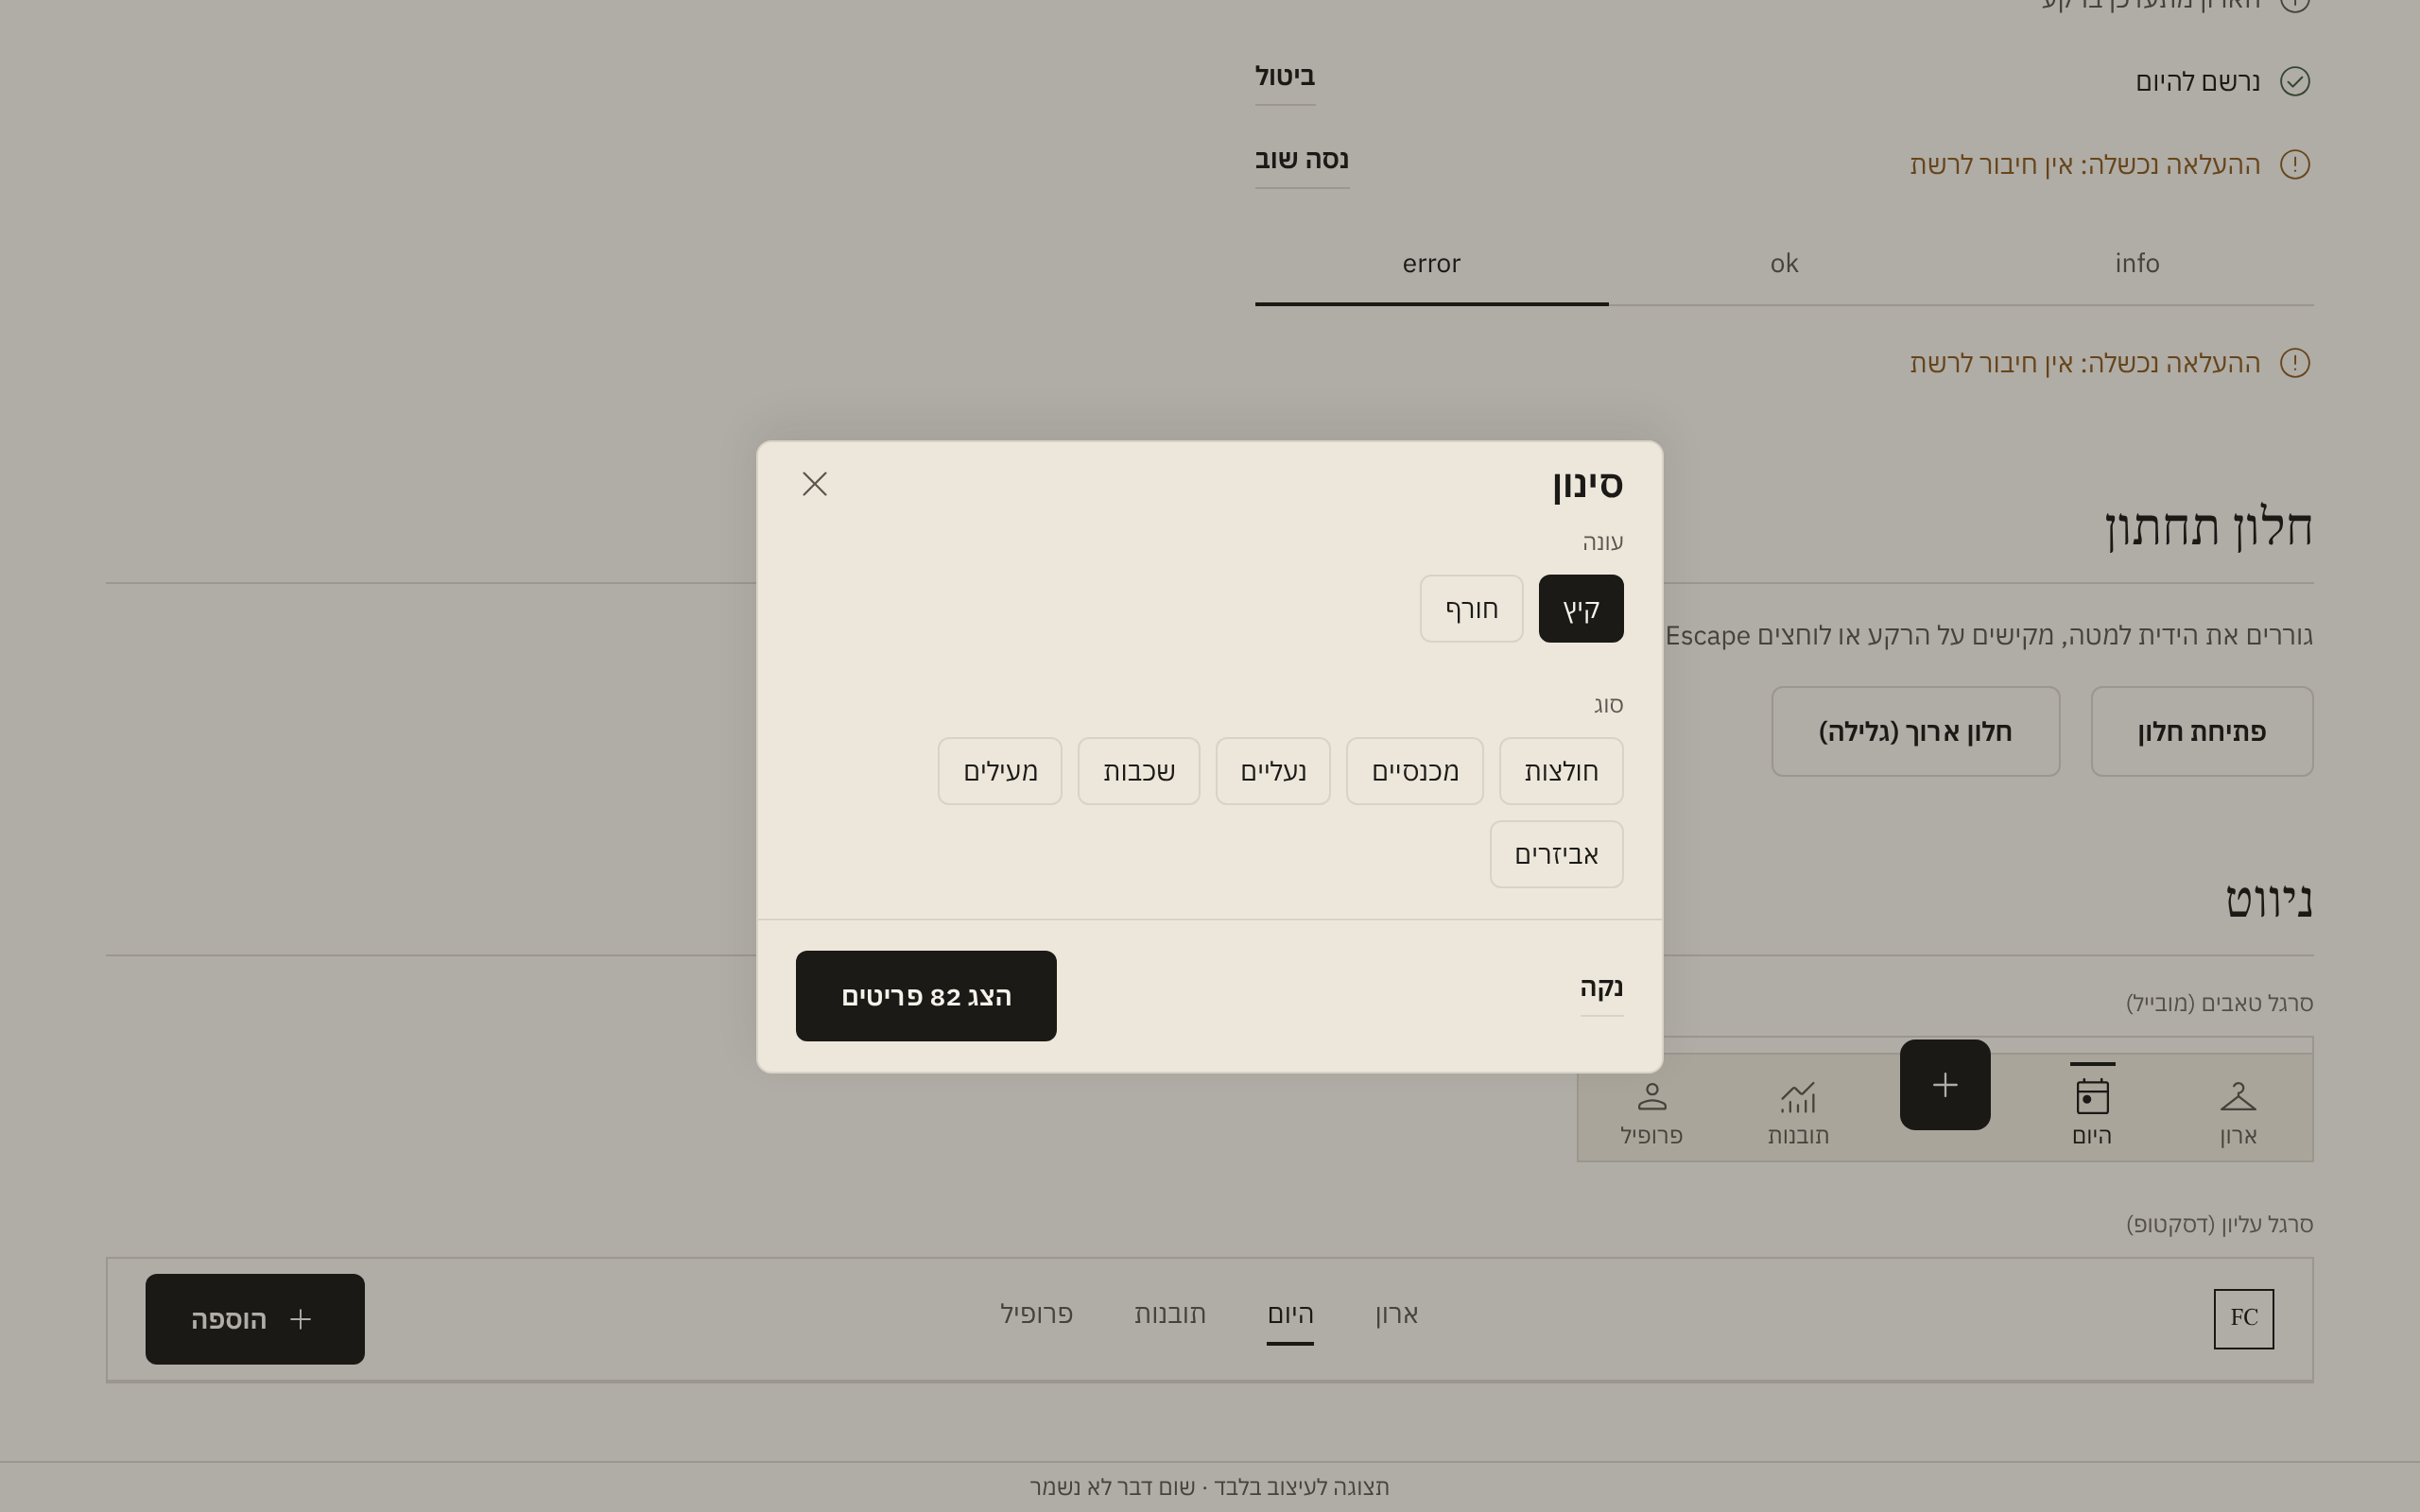 נרשם להיום
ביטול
ההעלאה נכשלה: אין חיבור לרשת
נסה שוב
info
ok
error
ההעלאה נכשלה: אין חיבור לרשת
חלון תחתון
גוררים את הידית למטה, מקישים על הרקע או לוחצים Escape
פתיחת חלון
חלון ארוך (גלילה)
סינון
עונה
קיץ
חורף
סוג
חולצות
מכנסיים
נעליים
שכבות
מעילים
אביזרים
נקה
הצג 82 פריטים
ניווט
סרגל טאבים (מובייל)
ארון
היום
תובנות
פרופיל
סרגל עליון (דסקטופ)
FC
ארון
היום
תובנות
פרופיל
הוספה
תצוגה לעיצוב בלבד · שום דבר לא נשמר